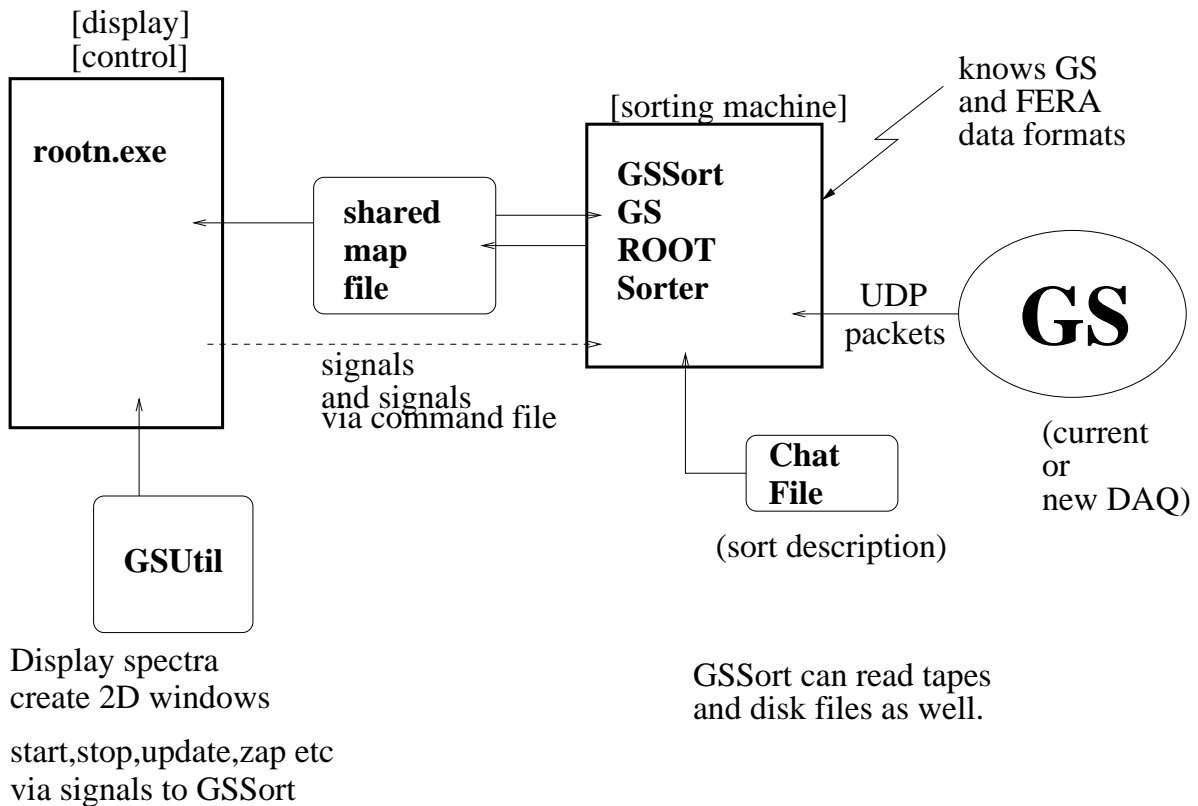 [display]
[control]
rootn.exe
shared
map
file
signals
and signals
via command file
GSUtil
Display spectra
create 2D windows
start,stop,update,zap etc
via signals to GSSort
[sorting machine]
GSSort
GS
ROOT
Sorter
knows GS
and FERA
data formats
UDP
packets
GS
(current
or
new DAQ)
Chat
File
(sort description)
GSSort can read tapes
and disk files as well.